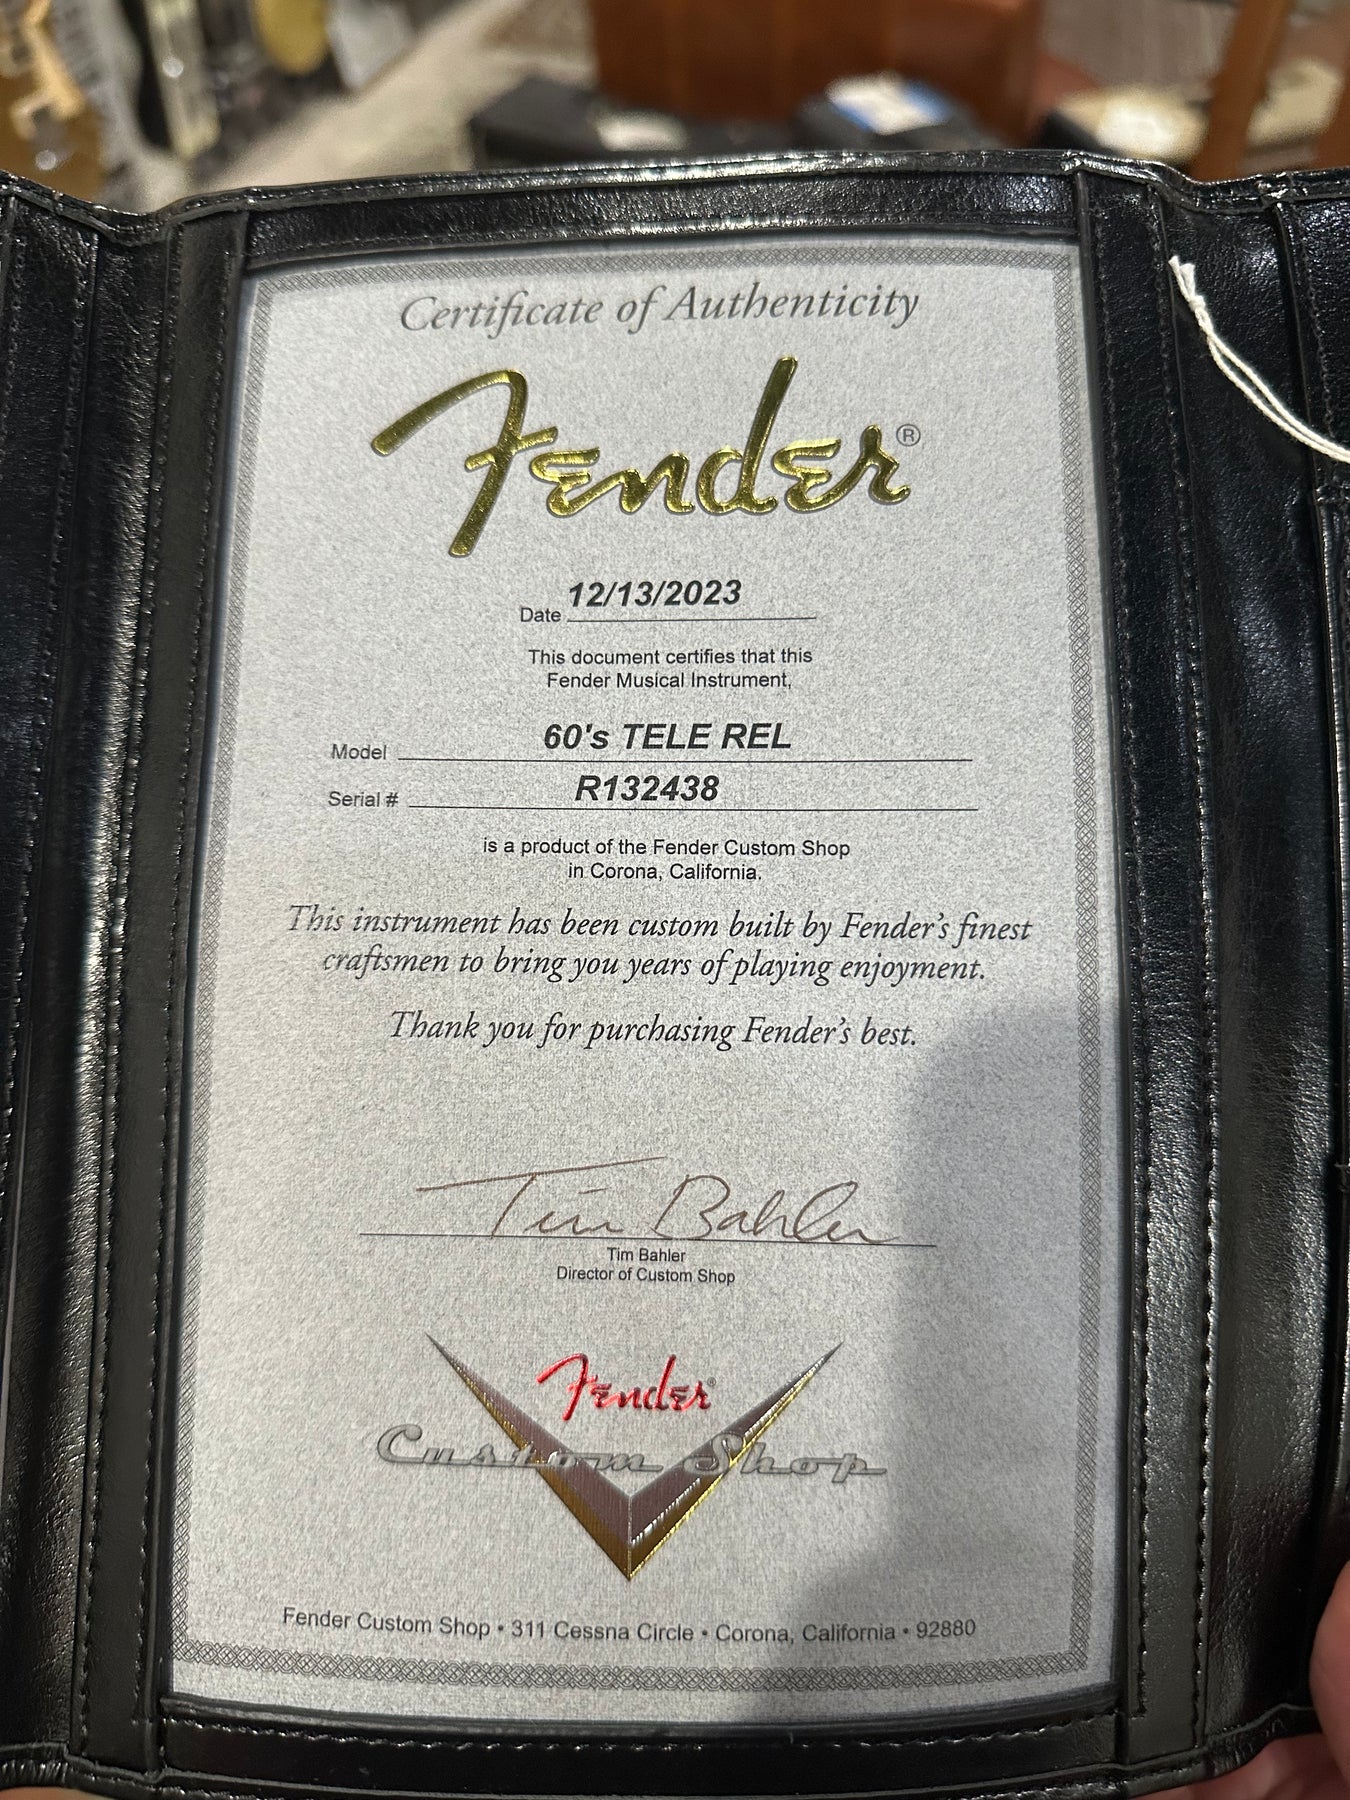 Certificate of Authenticity
Fender®
Date 12/13/2023
This document certifies that this
Fender Musical Instrument,
Model 60's TELE REL
Serial # R132438
is a product of the Fender Custom Shop
in Corona, California.
This instrument has been custom built by Fender's finest
craftsmen to bring you years of playing enjoyment.
Thank you for purchasing Fender's best.
Tim Bahler
Tim Bahler
Director of Custom Shop
Fender®
Custom Shop
Fender Custom Shop • 311 Cessna Circle • Corona, California • 92880